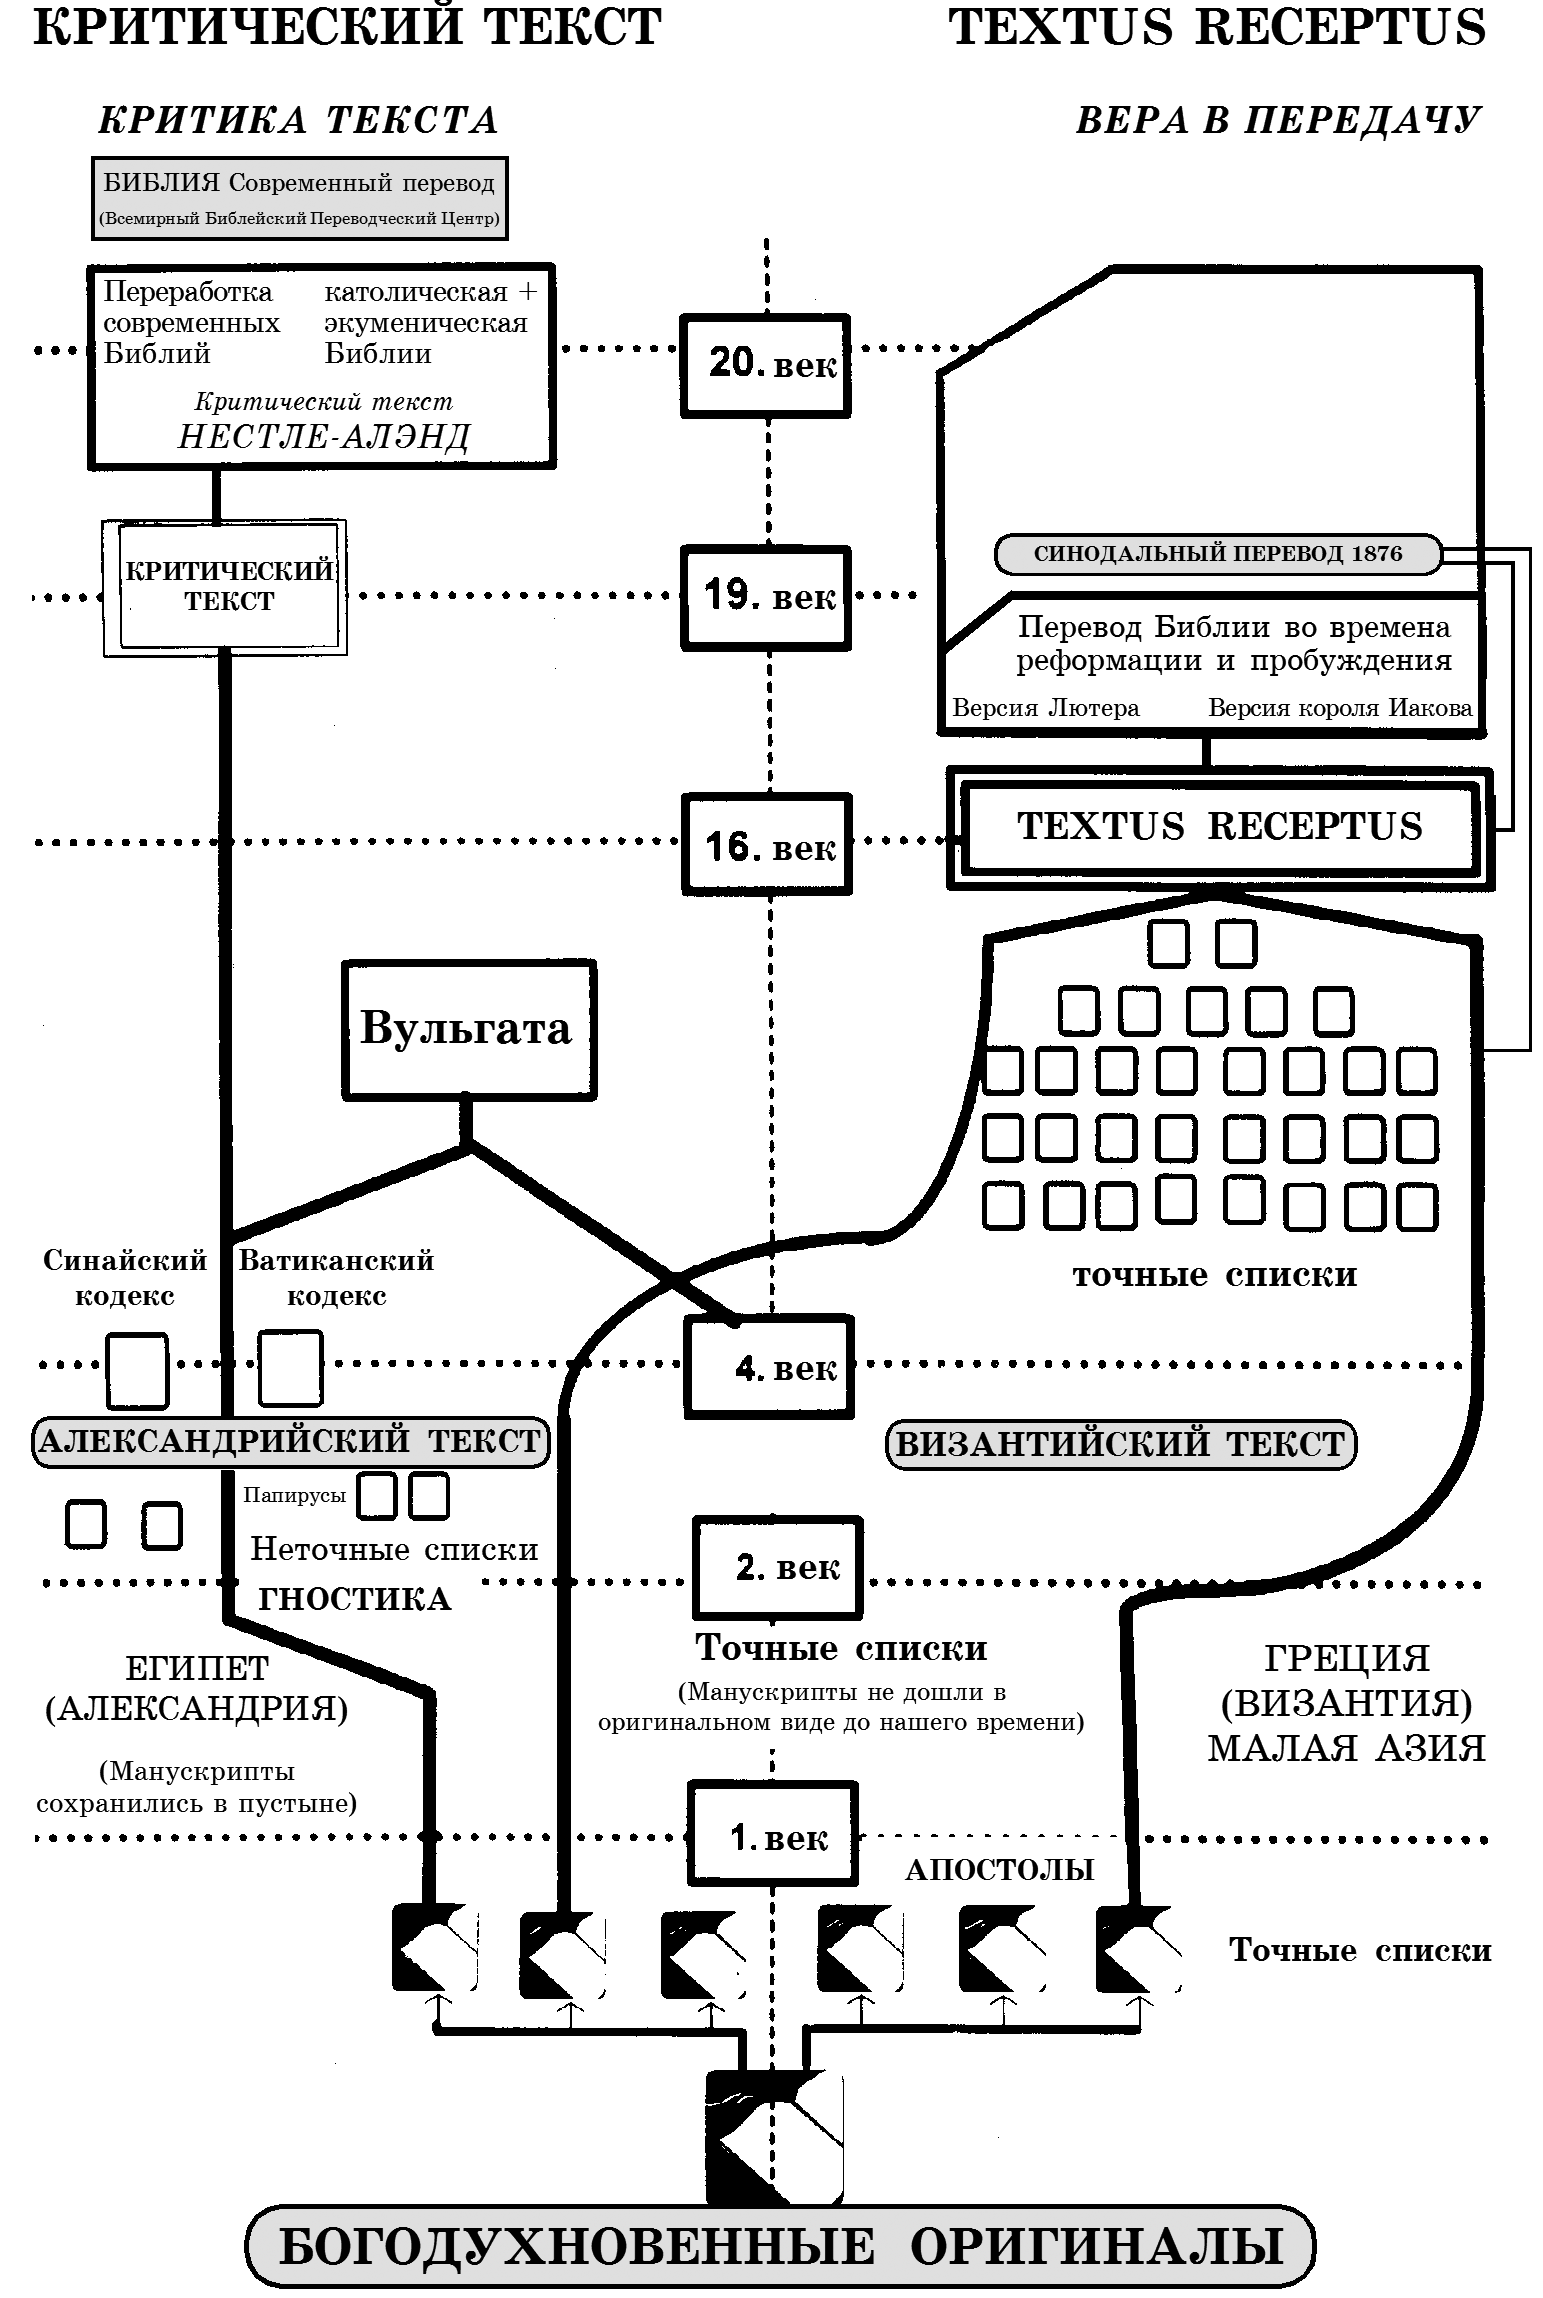 КРИТИЧЕСКИЙ ТЕКСТ
TEXTUS RECEPTUS
КРИТИКА ТЕКСТА
ВЕРА В ПЕРЕДАЧУ
БИБЛИЯ Современный перевод
(Всемирный Библейский Переводческий Центр)
Переработка
современных
Библий
католическая +
экуменическая
Библии
Критический текст
НЕСТЛЕ-АЛЭНД
20. век
КРИТИЧЕСКИЙ
ТЕКСТ
19. век
СИНОДАЛЬНЫЙ ПЕРЕВОД 1876
Перевод Библии во времена
реформации и пробуждения
Версия Лютера
Версия короля Иакова
16. век
TEXTUS RECEPTUS
Вульгата
Синайский
кодекс
Ватиканский
кодекс
точные списки
4. век
АЛЕКСАНДРИЙСКИЙ ТЕКСТ
ВИЗАНТИЙСКИЙ ТЕКСТ
Папирусы
Неточные списки
ГНОСТИКА
2. век
Точные списки
(Манускрипты не дошли в
оригинальном виде до нашего времени)
ЕГИПЕТ
(АЛЕКСАНДРИЯ)
(Манускрипты
сохранились в пустыне)
ГРЕЦИЯ
(ВИЗАНТИЯ)
МАЛАЯ АЗИЯ
1. век
АПОСТОЛЫ
Точные списки
БОГОДУХНОВЕННЫЕ ОРИГИНАЛЫ